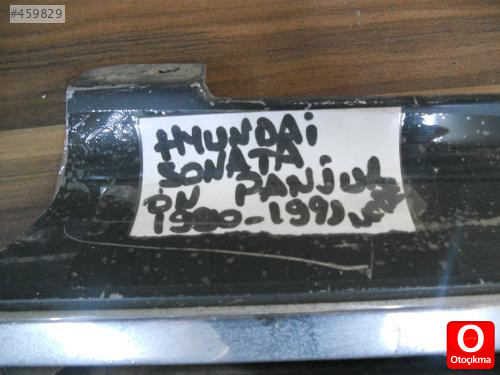 #459829
HYUNDAİ
SONATA
ÖN PANJUR
1990-1993
Otoçıkma